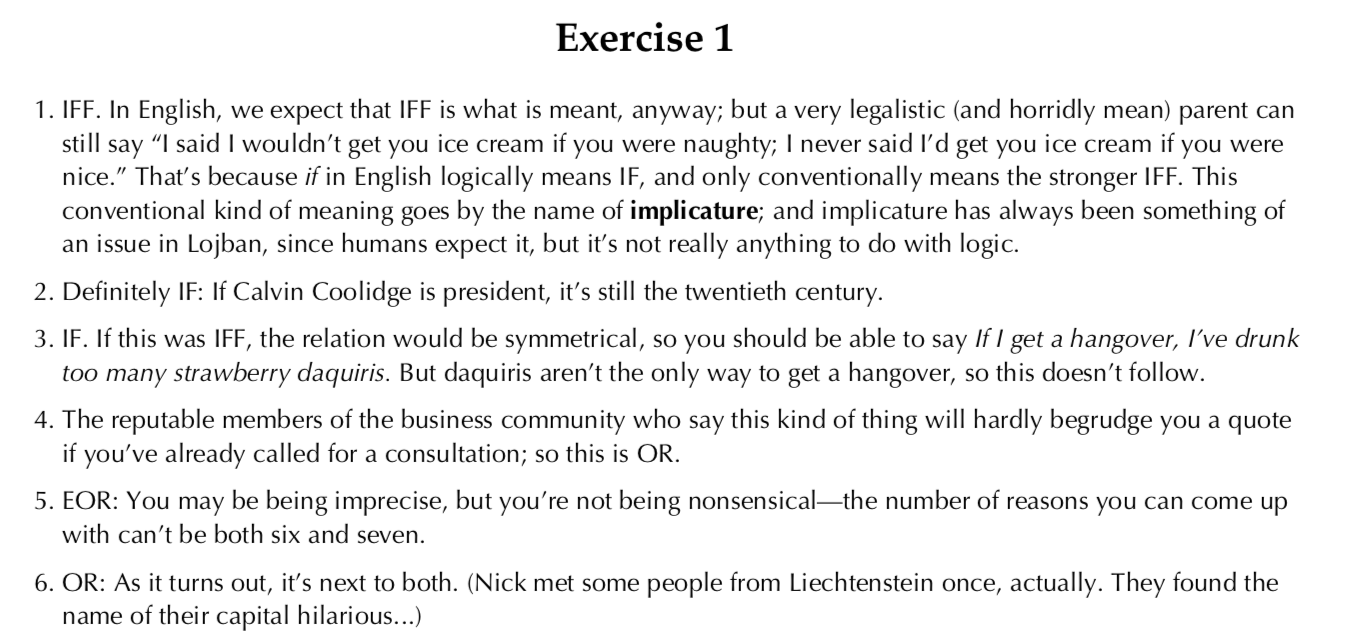 Exercise 1
1. IFF. In English, we expect that IFF is what is meant, anyway; but a very legalistic (and horridly mean) parent can
still say “I said I wouldn’t get you ice cream if you were naughty; I never said I’d get you ice cream if you were
nice.” That’s because if in English logically means IF, and only conventionally means the stronger IFF. This
conventional kind of meaning goes by the name of implicature; and implicature has always been something of
an issue in Lojban, since humans expect it, but it’s not really anything to do with logic.
2. Definitely IF: If Calvin Coolidge is president, it’s still the twentieth century.
3. IF. If this was IFF, the relation would be symmetrical, so you should be able to say If I get a hangover, I’ve drunk
too many strawberry daquiris. But daquiris aren’t the only way to get a hangover, so this doesn’t follow.
4. The reputable members of the business community who say this kind of thing will hardly begrudge you a quote
if you’ve already called for a consultation; so this is OR.
5. EOR: You may be being imprecise, but you’re not being nonsensical—the number of reasons you can come up
with can’t be both six and seven.
6. OR: As it turns out, it’s next to both. (Nick met some people from Liechtenstein once, actually. They found the
name of their capital hilarious...)